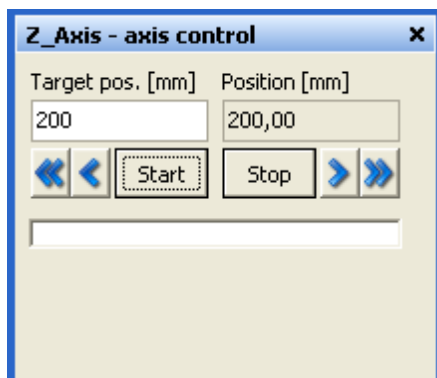 Z_Axis - axis control
Target pos. [mm] Position [mm]
200 200,00
Start Stop